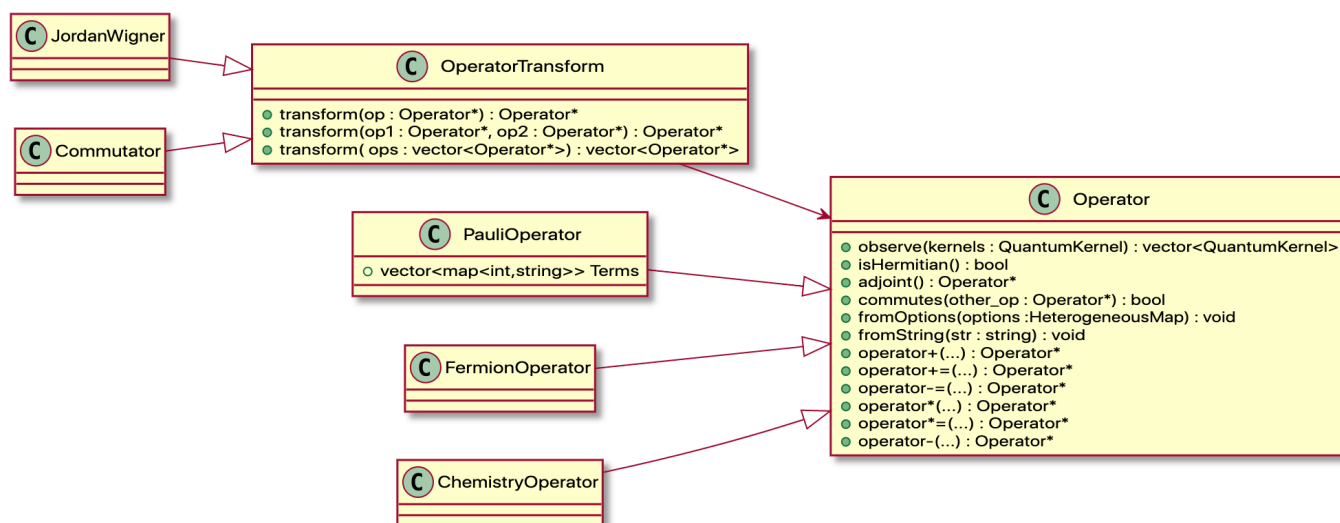 C JordanWigner
C OperatorTransform
transform(op : Operator*) : Operator*
transform(op1 : Operator*, op2 : Operator*) : Operator*
transform( ops : vector<Operator*>) : vector<Operator*>
C Commutator
C Operator
observe(kernels : QuantumKernel) : vector<QuantumKernel>
isHermitian() : bool
adjoint() : Operator*
commutes(other_op : Operator*) : bool
fromOptions(options :HeterogeneousMap) : void
fromString(str : string) : void
operator+(...) : Operator*
operator+=(...) : Operator*
operator-=(...) : Operator*
operator*(...) : Operator*
operator*=(...) : Operator*
operator-(...) : Operator*
C PauliOperator
vector<map<int,string>> Terms
C FermionOperator
C ChemistryOperator